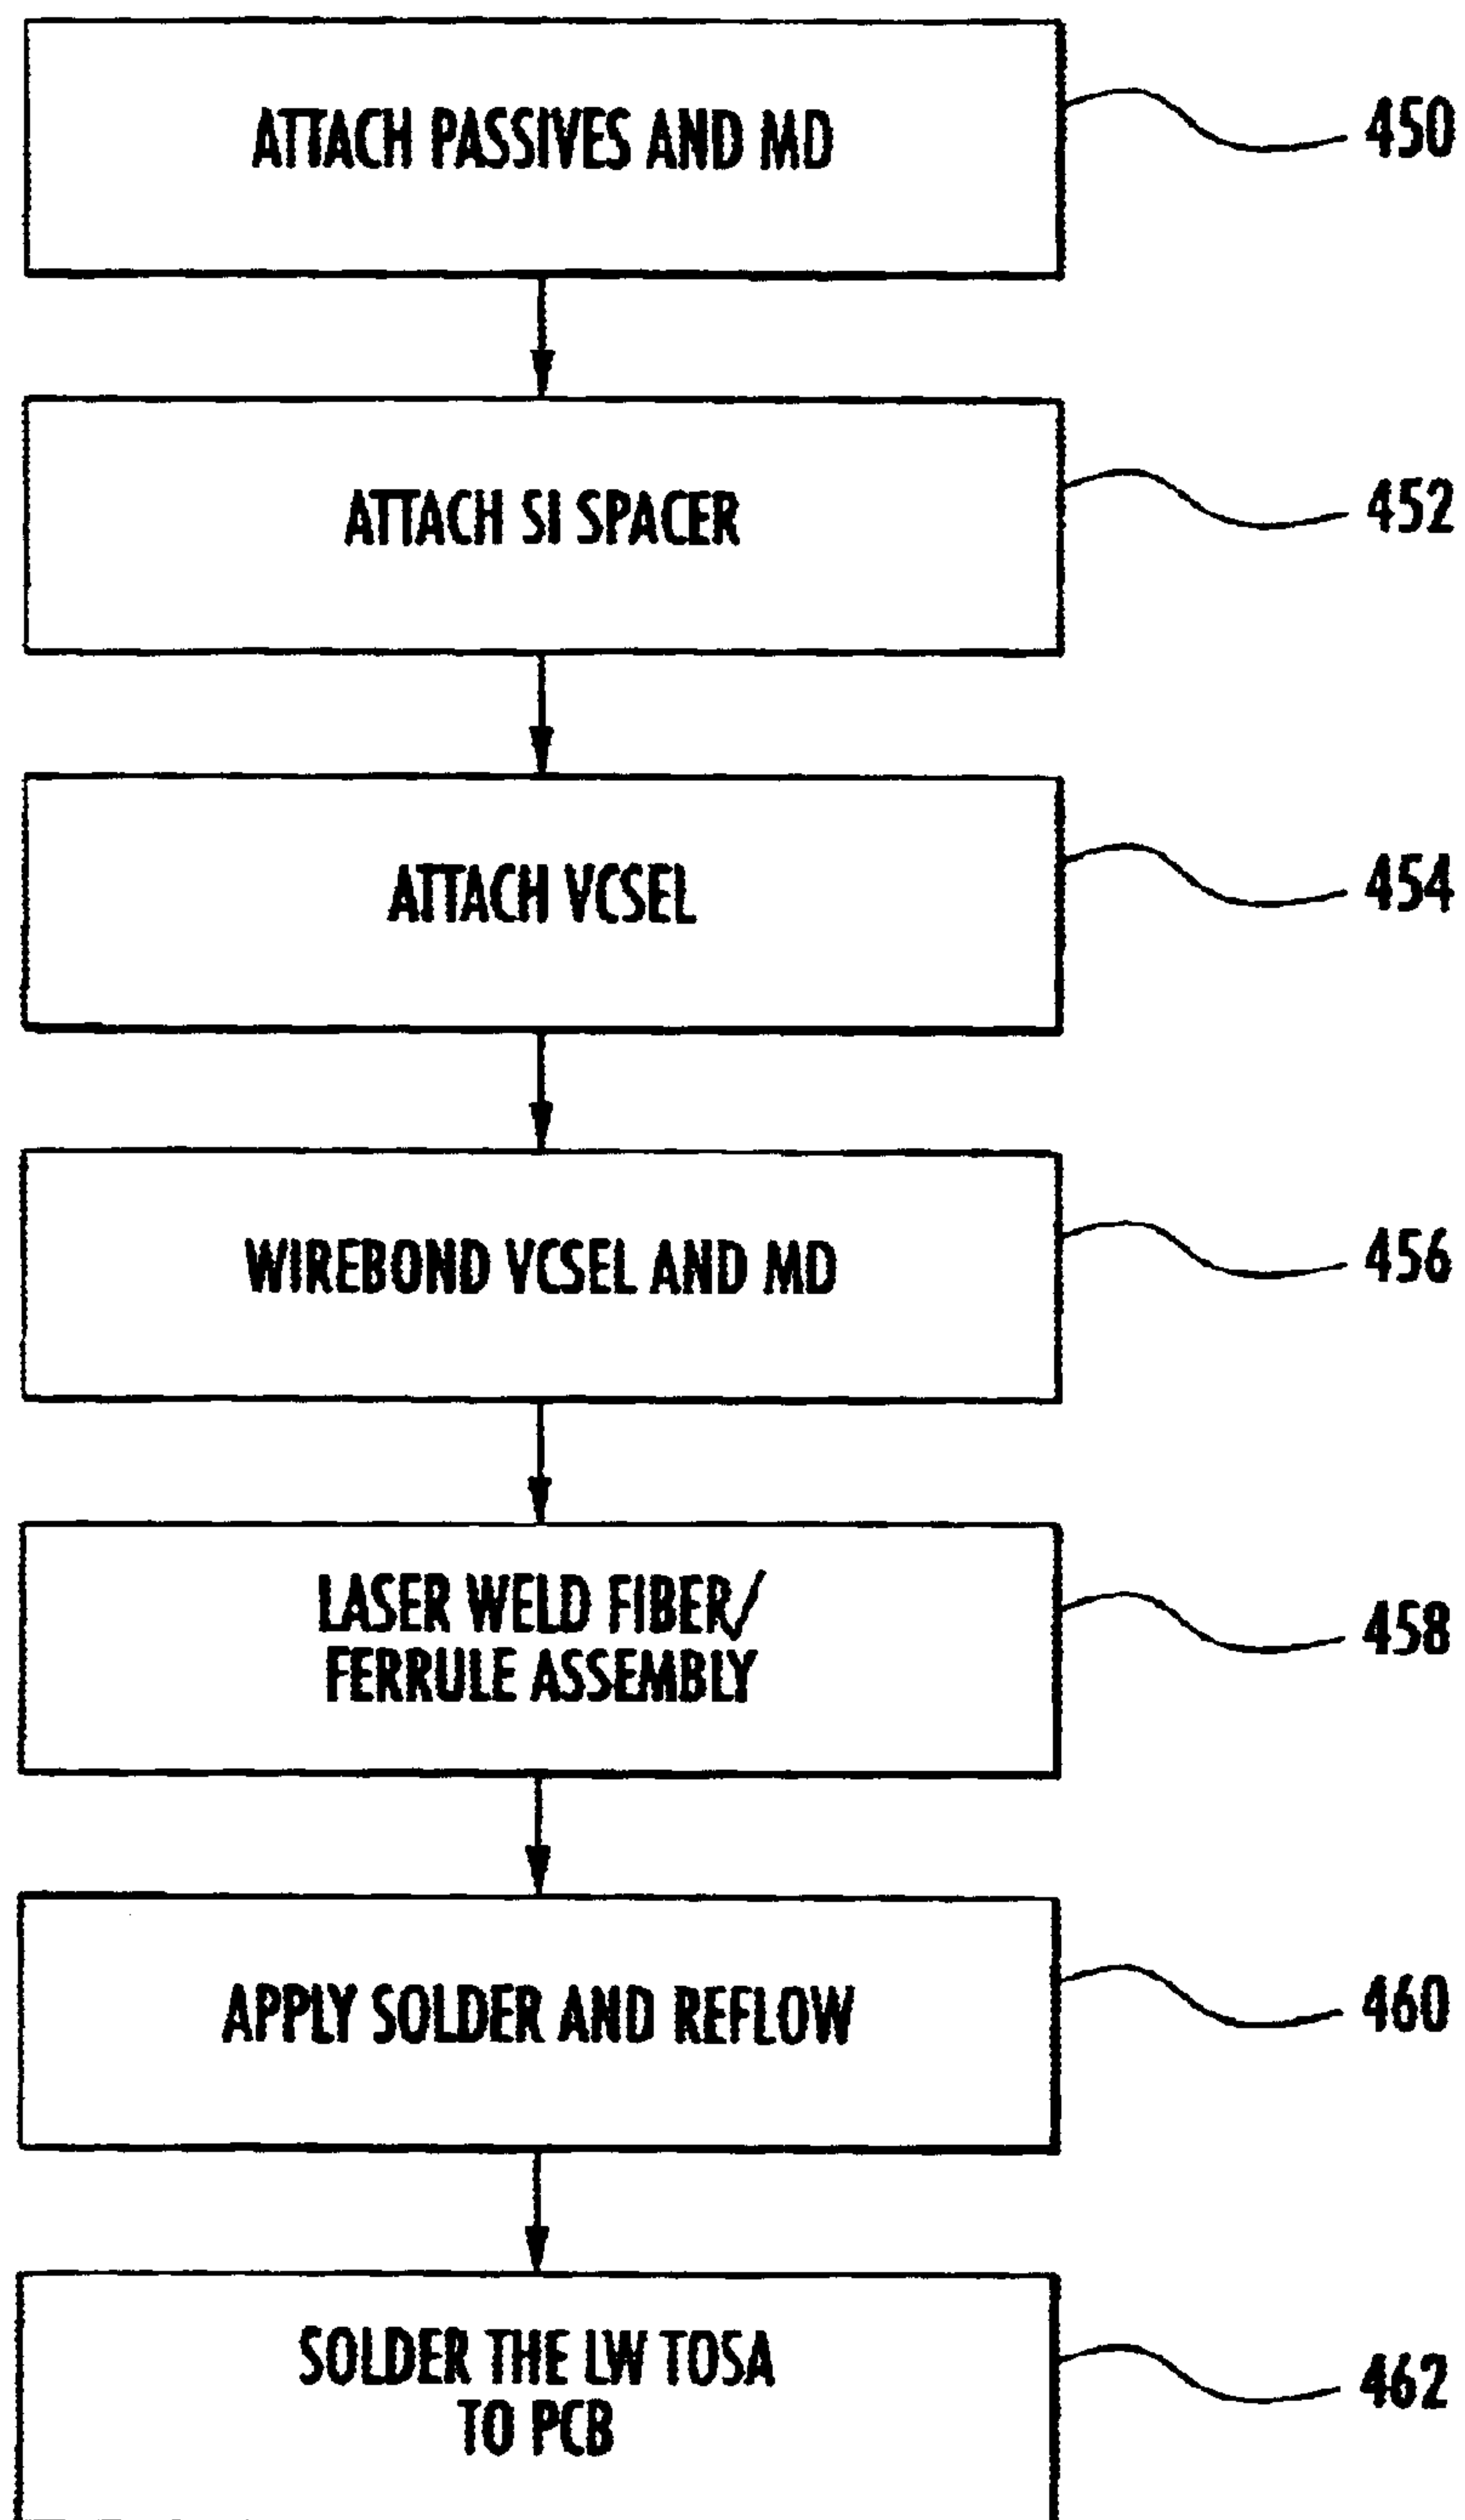 ATTACH PASSIVES AND MD
450
ATTACH SI SPACER
452
ATTACH VCSEL
454
WIREBOND VCSEL AND MD
456
LASER WELD FIBER/
FERRULE ASSEMBLY
458
APPLY SOLDER AND REFLOW
460
SOLDER THE LW TOSA
TO PCB
462